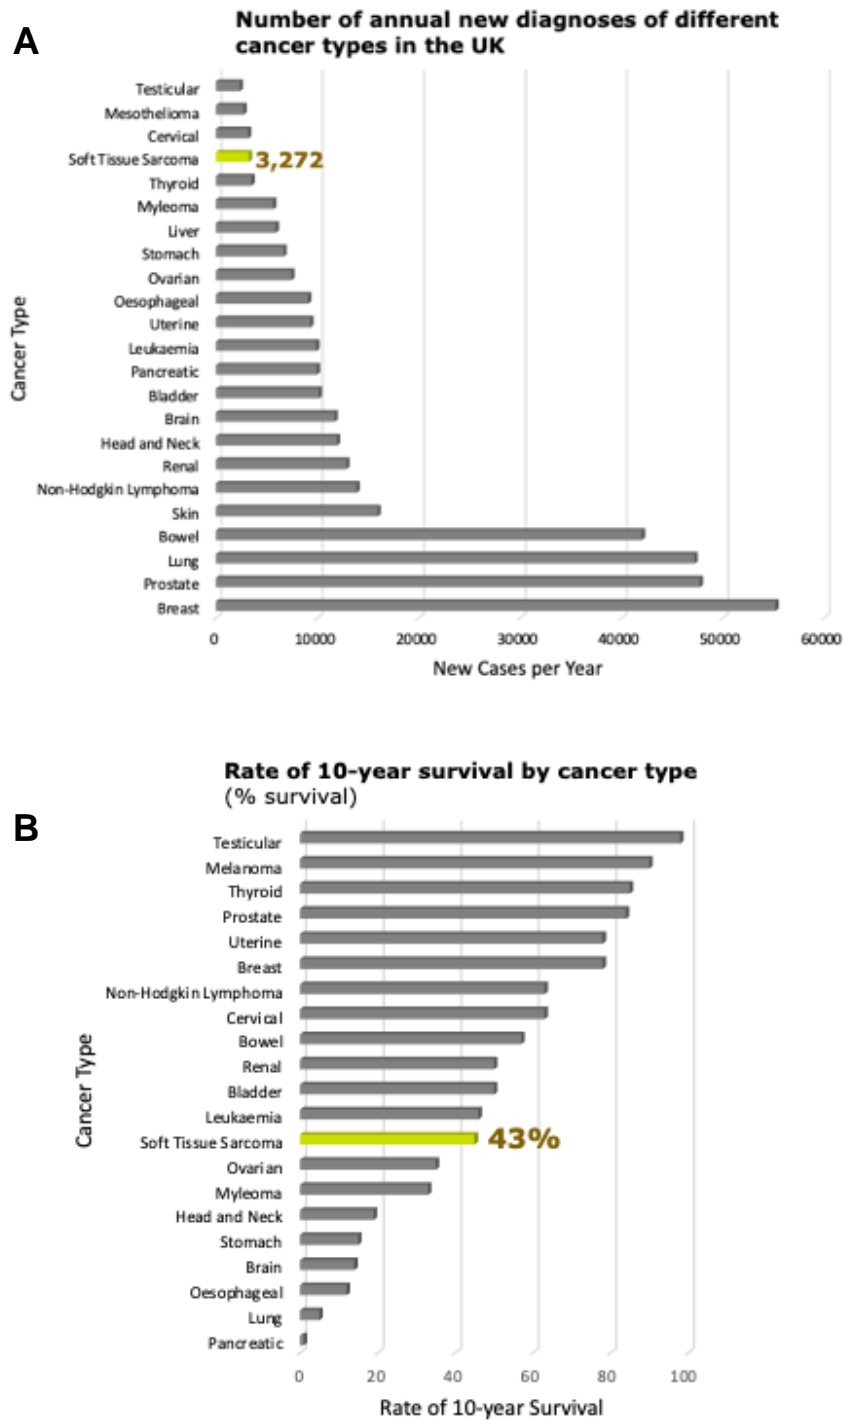 A
Number of annual new diagnoses of different
cancer types in the UK
Cancer Type
Testicular
Mesothelioma
Cervical
Soft Tissue Sarcoma
3,272
Thyroid
Myleoma
Liver
Stomach
Ovarian
Oesophageal
Uterine
Leukaemia
Pancreatic
Bladder
Brain
Head and Neck
Renal
Non-Hodgkin Lymphoma
Skin
Bowel
Lung
Prostate
Breast
0 10000 20000 30000 40000 50000 60000
New Cases per Year
Rate of 10-year survival by cancer type
(% survival)
B
Cancer Type
Testicular
Melanoma
Thyroid
Prostate
Uterine
Breast
Non-Hodgkin Lymphoma
Cervical
Bowel
Renal
Bladder
Leukaemia
Soft Tissue Sarcoma
43%
Ovarian
Myleoma
Head and Neck
Stomach
Brain
Oesophageal
Lung
Pancreatic
0 20 40 60 80 100
Rate of 10-year Survival